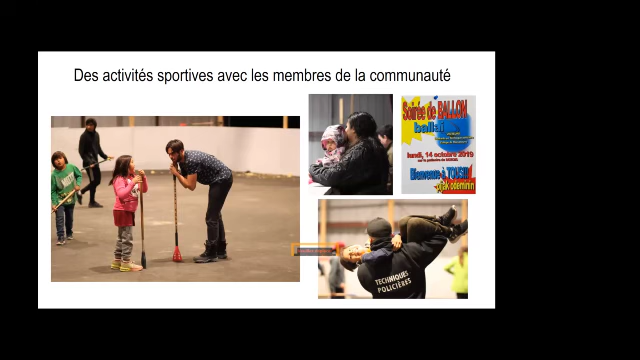 Des activités sportives avec les membres de la communauté
Soirée de BALLON
ballai
lundi, 14 octobre 2019
Bienvenue à TOUS!!
TECHNIQUES
POLICIÈRES